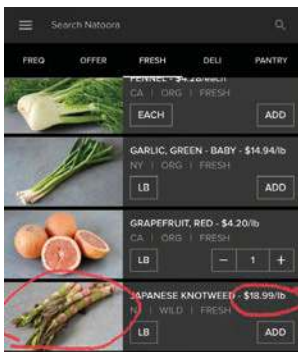 Search Natoora
FREQ OFFER FRESH DELI PANTRY
FENNEL - $4.28/each
CA | ORG | FRESH
EACH ADD
GARLIC, GREEN - BABY - $14.94/lb
NY | ORG | FRESH
LB ADD
GRAPEFRUIT, RED - $4.20/lb
CA | ORG | FRESH
LB - 1 +
JAPANESE KNOTWEED - $18.99/lb
| WILD | FRESH
LB ADD